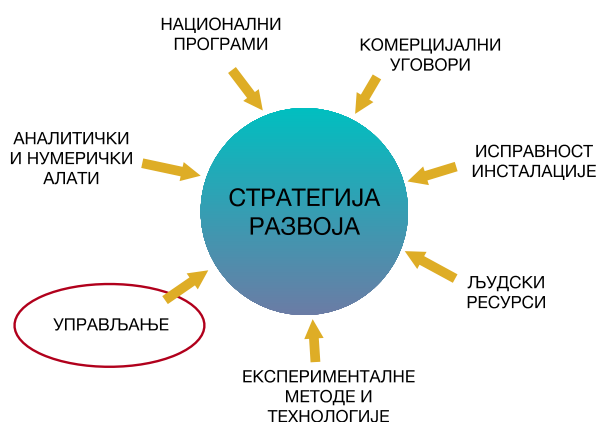 НАЦИОНАЛНИ
ПРОГРАМИ
КОМЕРЦИЈАЛНИ
УГОВОРИ
АНАЛИТИЧКИ
И НУМЕРИЧКИ
АЛАТИ
ИСПРАВНОСТ
ИНСТАЛАЦИЈЕ
СТРАТЕГИЈА
РАЗВОЈА
ЉУДСКИ
РЕСУРСИ
УПРАВЉАЊЕ
ЕКСПЕРИМЕНТАЛНЕ
МЕТОДЕ И
ТЕХНОЛОГИЈЕ